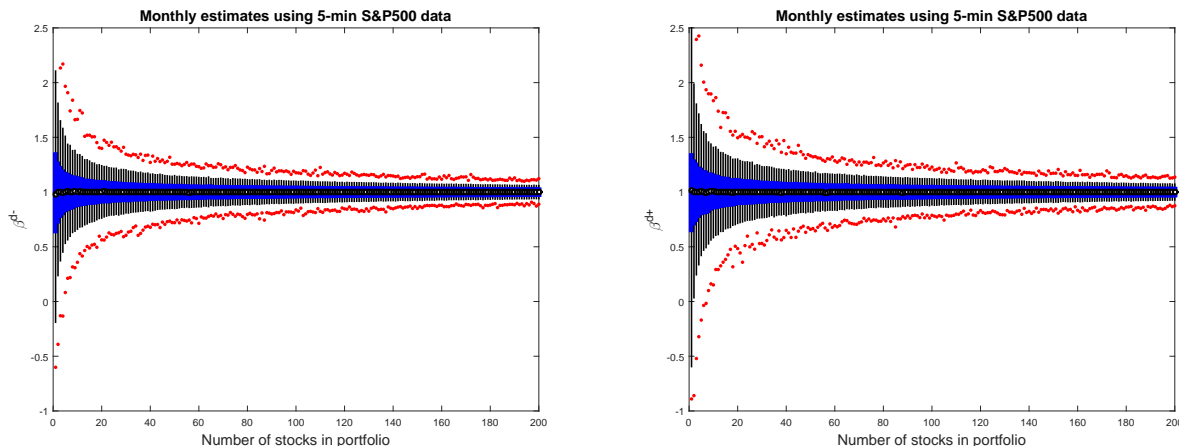 Monthly estimates using 5-min S&P500 data
2.5
2
1.5
1
0.5
0
-0.5
-1
β^d-
0 20 40 60 80 100 120 140 160 180 200
Number of stocks in portfolio
Monthly estimates using 5-min S&P500 data
2.5
2
1.5
1
0.5
0
-0.5
-1
β^d+
0 20 40 60 80 100 120 140 160 180 200
Number of stocks in portfolio